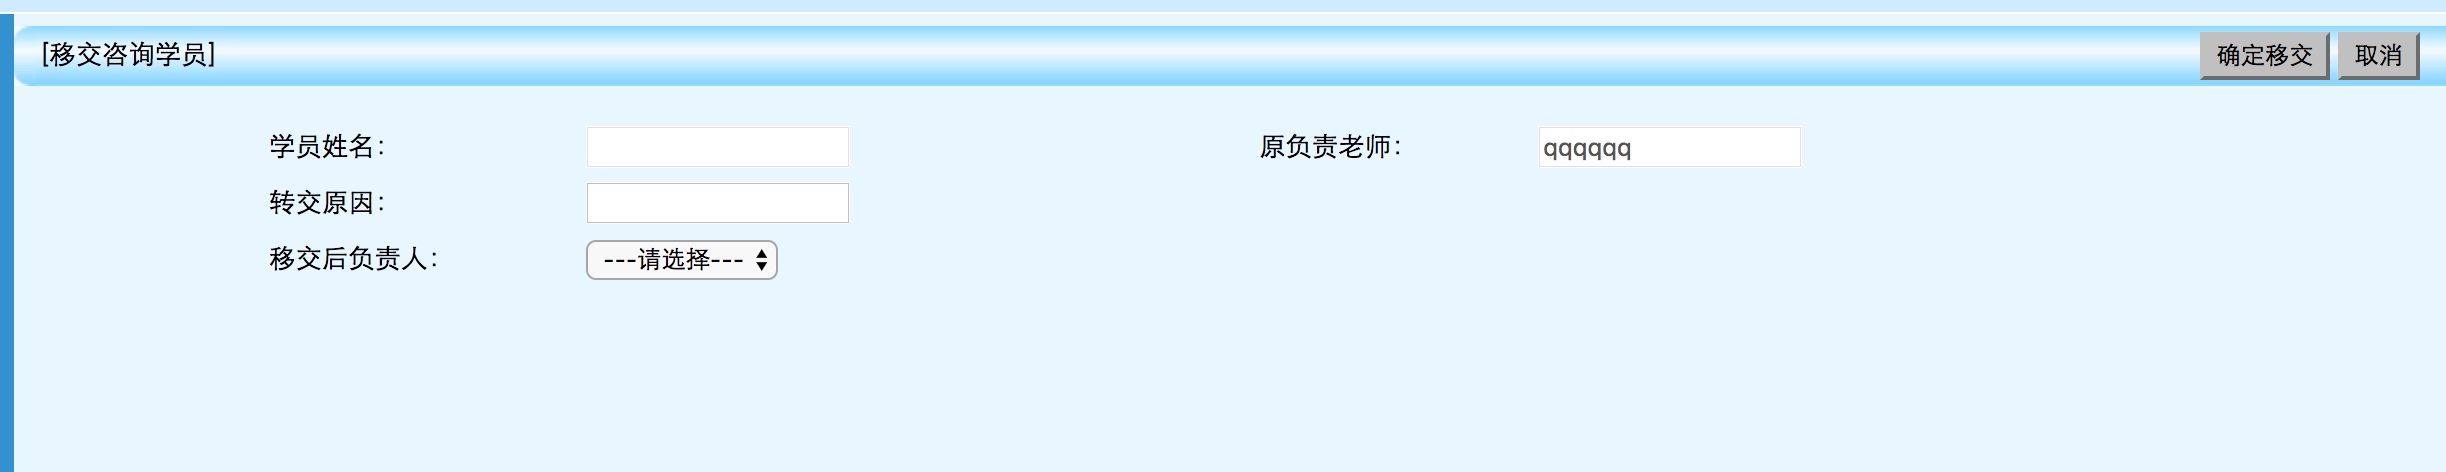 [移交咨询学员] 确定移交 取消
学员姓名： 原负责老师： qqqqqq
转交原因：
移交后负责人： ---请选择---